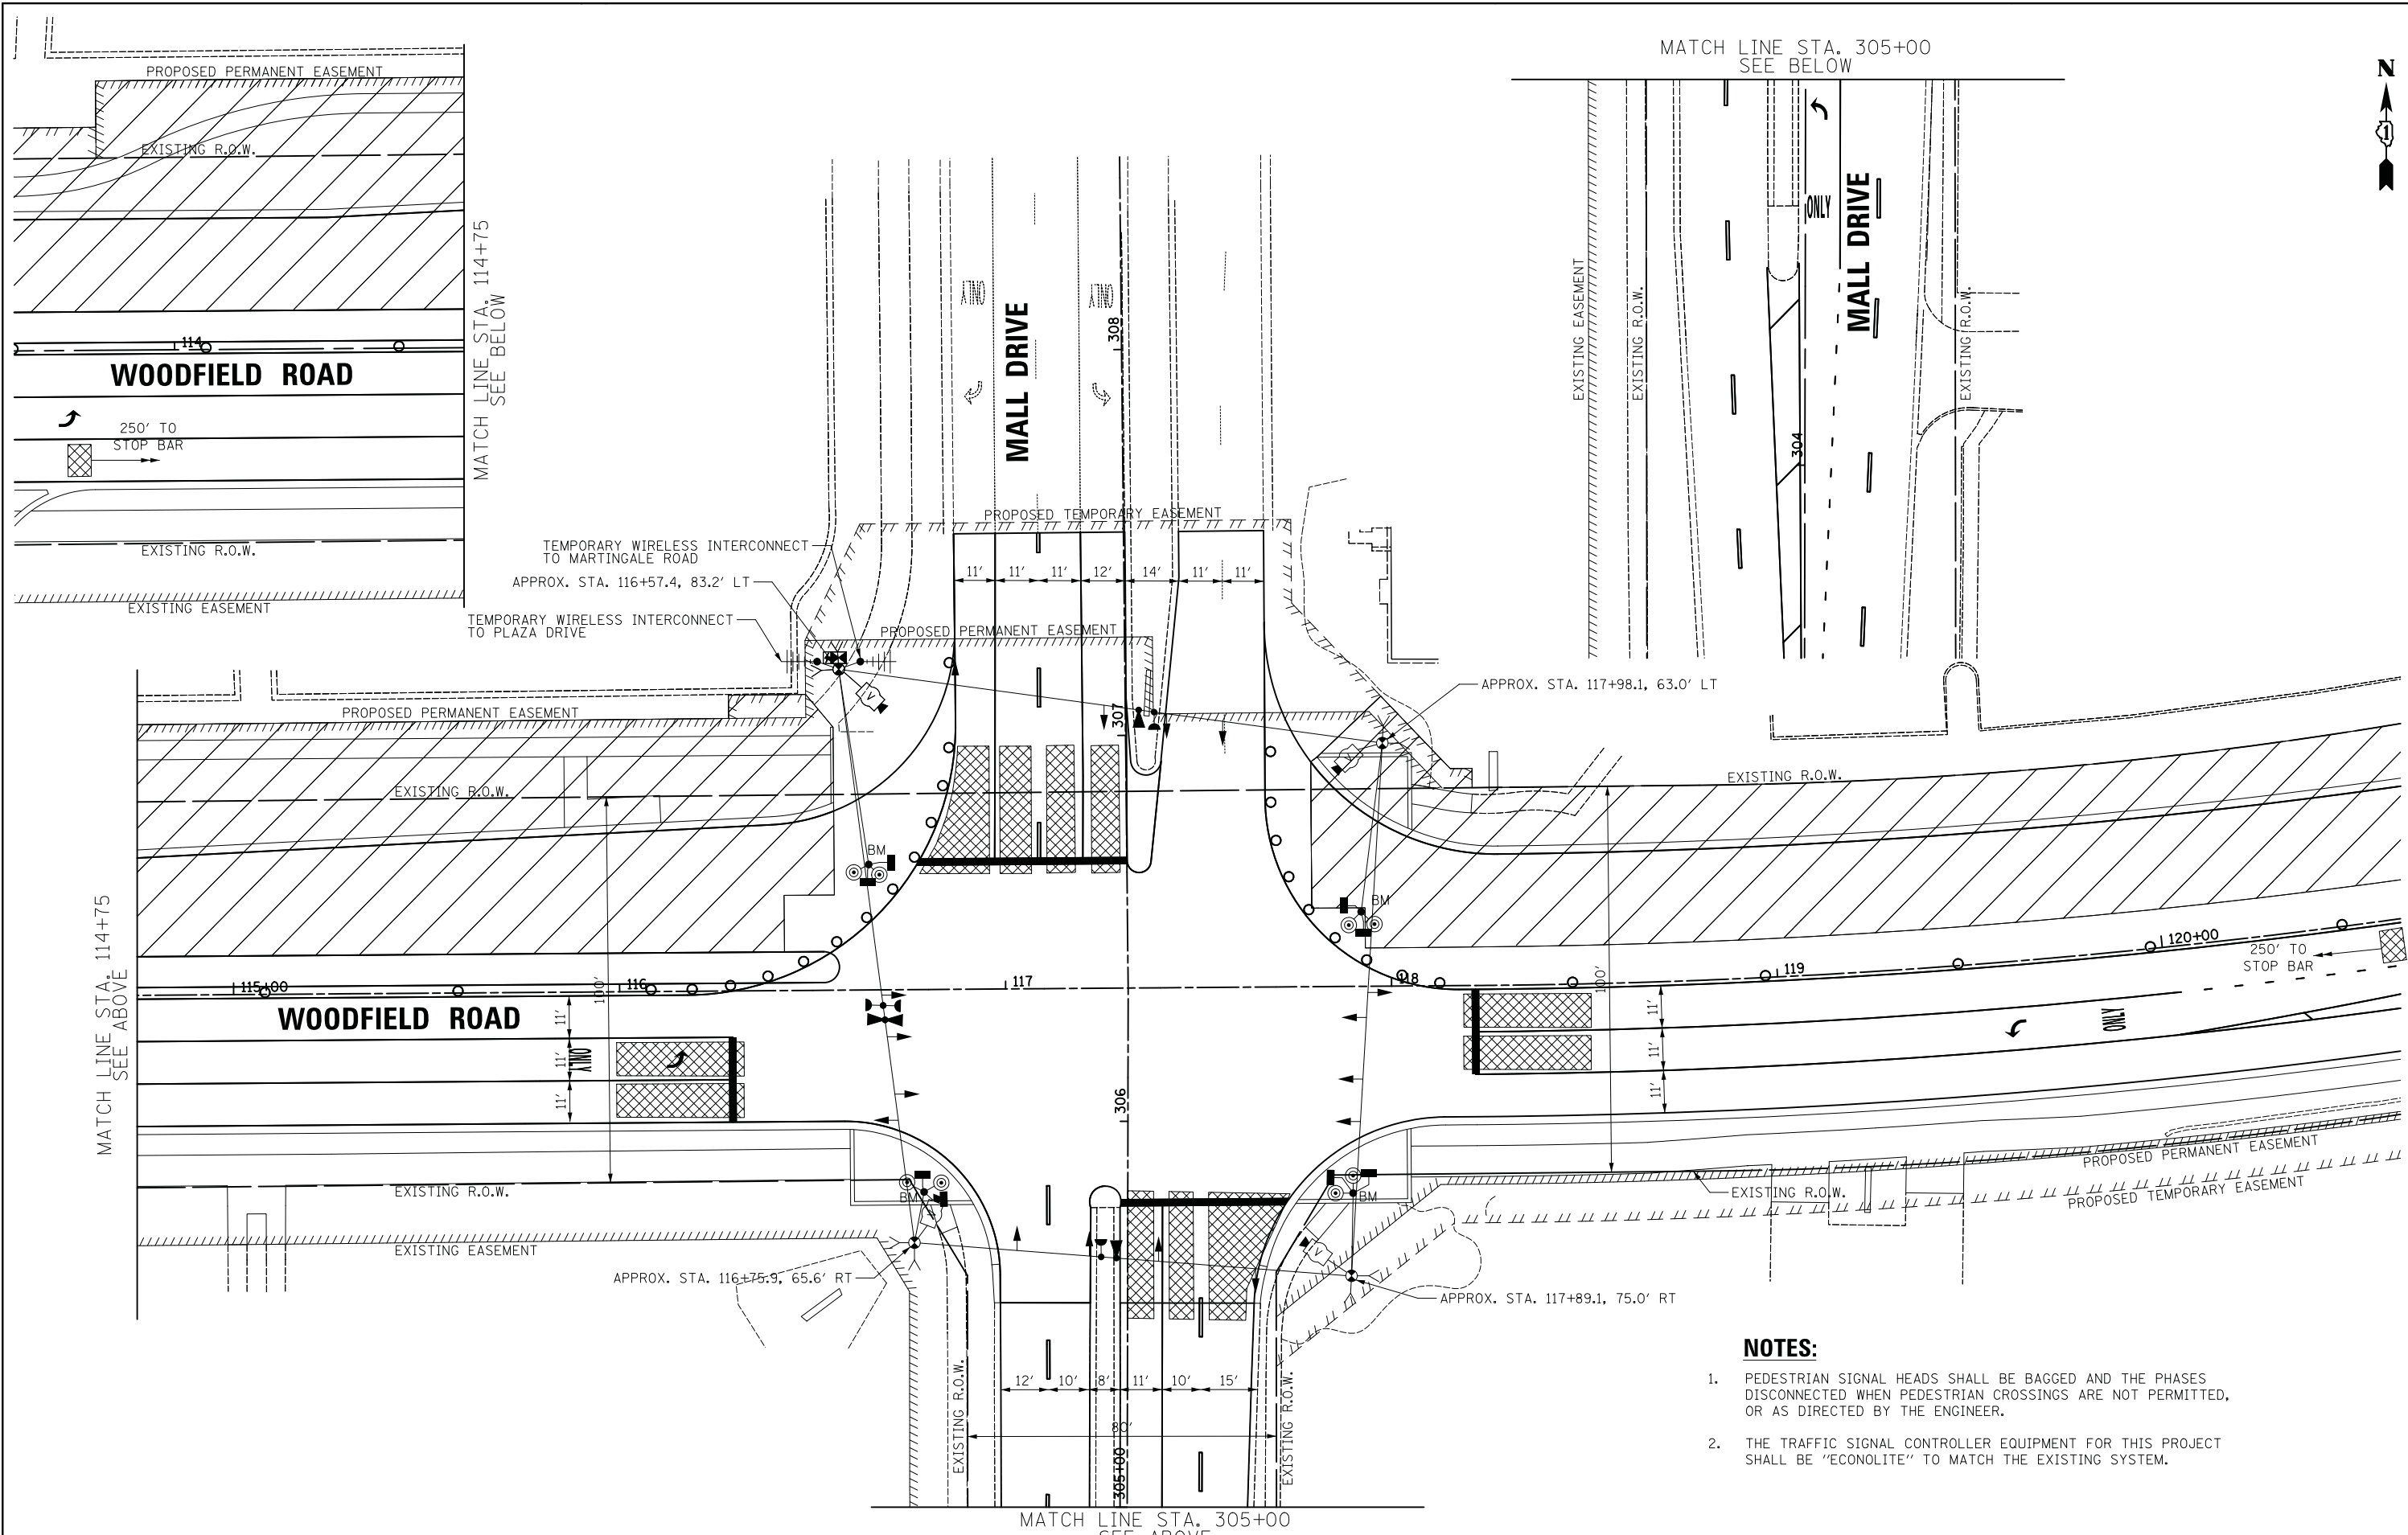 MATCH LINE STA. 305+00
SEE BELOW
N
1
PROPOSED PERMANENT EASEMENT
EXISTING R.O.W.
114
WOODFIELD ROAD
250' TO
STOP BAR
EXISTING R.O.W.
EXISTING EASEMENT
MATCH LINE STA. 114+75
SEE BELOW
ONLY
ONLY
MALL DRIVE
308
EXISTING EASEMENT
EXISTING R.O.W.
ONLY
MALL DRIVE
304
EXISTING R.O.W.
PROPOSED TEMPORARY EASEMENT
TEMPORARY WIRELESS INTERCONNECT
TO MARTINGALE ROAD
APPROX. STA. 116+57.4, 83.2' LT
11' 11' 11' 12' 14' 11' 11'
TEMPORARY WIRELESS INTERCONNECT
TO PLAZA DRIVE
PROPOSED PERMANENT EASEMENT
V
307
APPROX. STA. 117+98.1, 63.0' LT
V
PROPOSED PERMANENT EASEMENT
EXISTING R.O.W.
EXISTING R.O.W.
BM
BM
MATCH LINE STA. 114+75
SEE ABOVE
115+00
116
117
118
119
120+00
250' TO
STOP BAR
100'
100'
WOODFIELD ROAD
11'
11'
11'
ONLY
11'
11'
11'
ONLY
306
EXISTING R.O.W.
BM
V
EXISTING EASEMENT
BM
V
EXISTING R.O.W.
PROPOSED PERMANENT EASEMENT
PROPOSED TEMPORARY EASEMENT
APPROX. STA. 116+75.9, 65.6' RT
APPROX. STA. 117+89.1, 75.0' RT
12' 10' 8' 11' 10' 15'
EXISTING R.O.W.
80'
EXISTING R.O.W.
305+00
MATCH LINE STA. 305+00
SEE ABOVE
NOTES:
1. PEDESTRIAN SIGNAL HEADS SHALL BE BAGGED AND THE PHASES
DISCONNECTED WHEN PEDESTRIAN CROSSINGS ARE NOT PERMITTED,
OR AS DIRECTED BY THE ENGINEER.
2. THE TRAFFIC SIGNAL CONTROLLER EQUIPMENT FOR THIS PROJECT
SHALL BE "ECONOLITE" TO MATCH THE EXISTING SYSTEM.